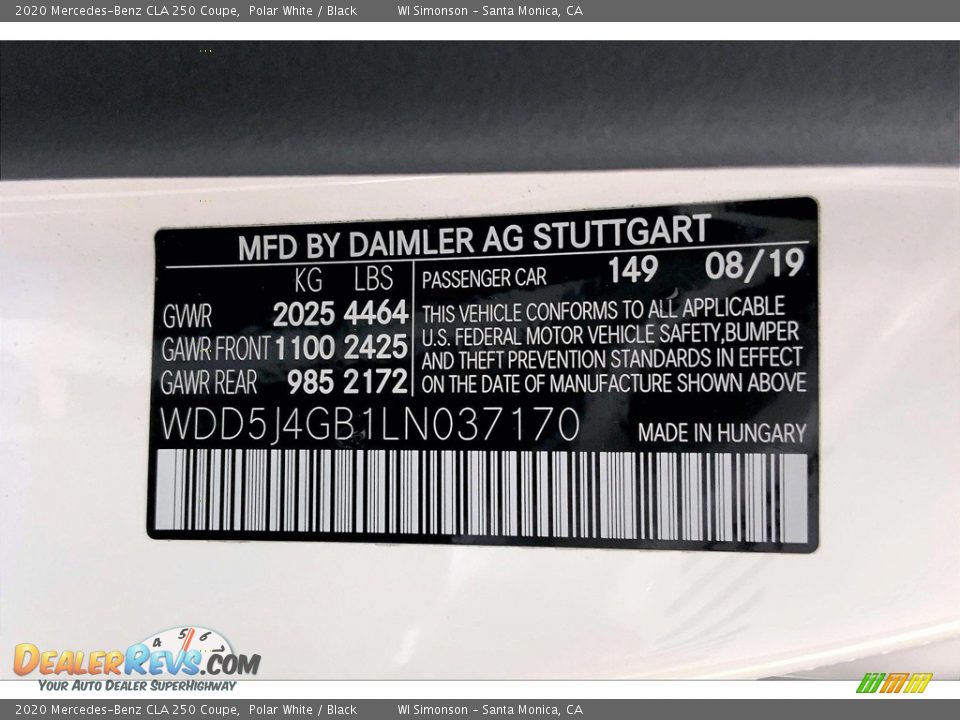 2020 Mercedes-Benz CLA 250 Coupe, Polar White / Black WI Simonson - Santa Monica, CA
MFD BY DAIMLER AG STUTTGART
KG LBS
GVWR 2025 4464
GAWR FRONT 1100 2425
GAWR REAR 985 2172
PASSENGER CAR 149 08/19
THIS VEHICLE CONFORMS TO ALL APPLICABLE
U.S. FEDERAL MOTOR VEHICLE SAFETY,BUMPER
AND THEFT PREVENTION STANDARDS IN EFFECT
ON THE DATE OF MANUFACTURE SHOWN ABOVE
WDD5J4GB1LN037170
MADE IN HUNGARY
4 5 6
DEALERREVS.COM
YOUR AUTO DEALER SUPERHIGHWAY
2020 Mercedes-Benz CLA 250 Coupe, Polar White / Black WI Simonson - Santa Monica, CA